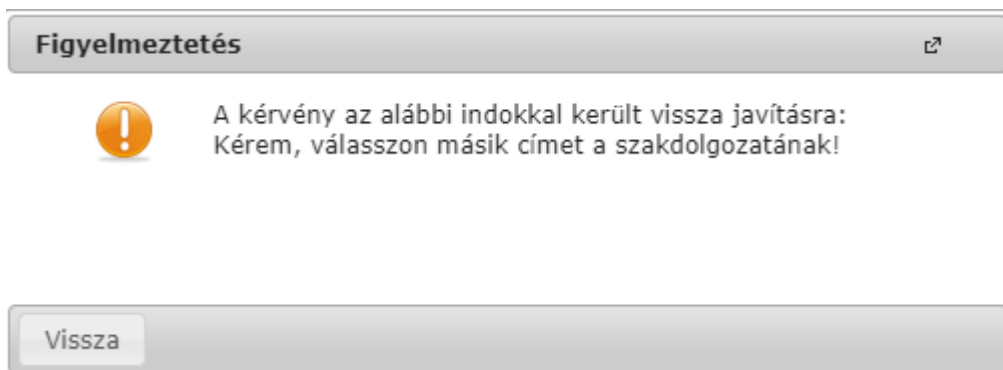 Figyelmeztetés
A kérvény az alábbi indokkal került vissza javításra:
Kérem, válasszon másik címet a szakdolgozatának!
Vissza